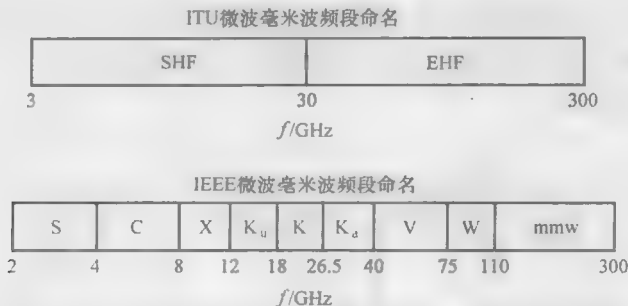 ITU微波毫米波频段命名
SHF EHF
3 30 300
f/GHz
IEEE微波毫米波频段命名
S C X Ku K Ka V W mmw
2 4 8 12 18 26.5 40 75 110 300
f/GHz